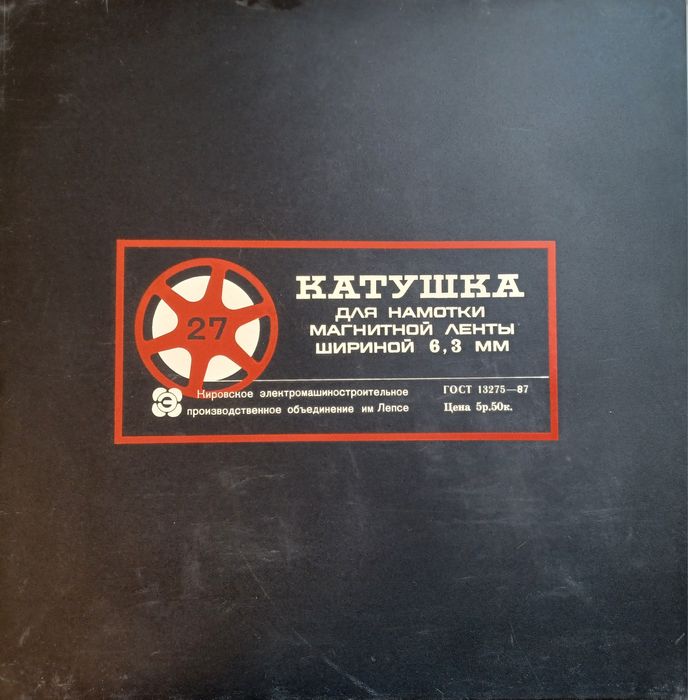 27
КАТУШКА
ДЛЯ НАМОТКИ
МАГНИТНОЙ ЛЕНТЫ
ШИРИНОЙ 6,3 ММ
Э
Кировское электромашиностроительное
производственное объединение им Лепсе
ГОСТ 13275—87
Цена 5р.50к.